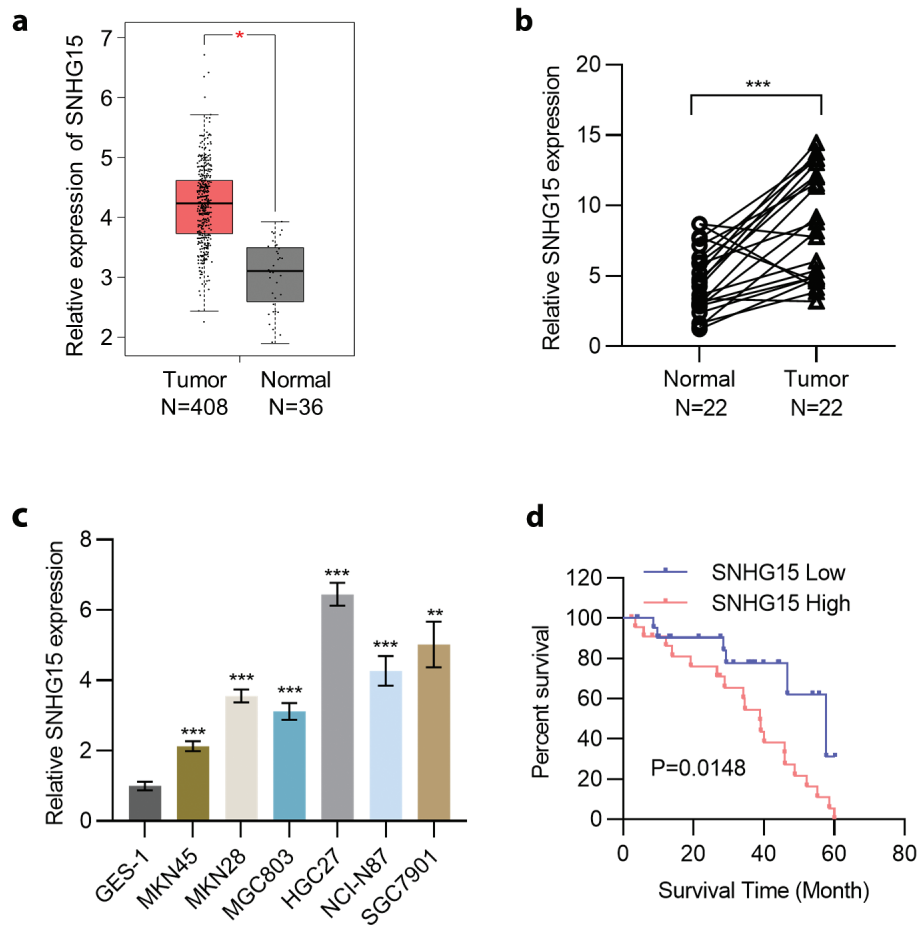 a
Relative expression of SNHG15
7
6
5
4
3
2
*
Tumor
N=408
Normal
N=36
b
Relative SNHG15 expression
20
15
10
5
0
***
Normal
N=22
Tumor
N=22
c
Relative SNHG15 expression
8
6
4
2
0
***
***
***
***
***
**
GES-1
MKN45
MKN28
MGC803
HGC27
NCI-N87
SGC7901
d
SNHG15 Low
SNHG15 High
Percent survival
120
100
80
60
40
20
0
P=0.0148
0 20 40 60 80
Survival Time (Month)